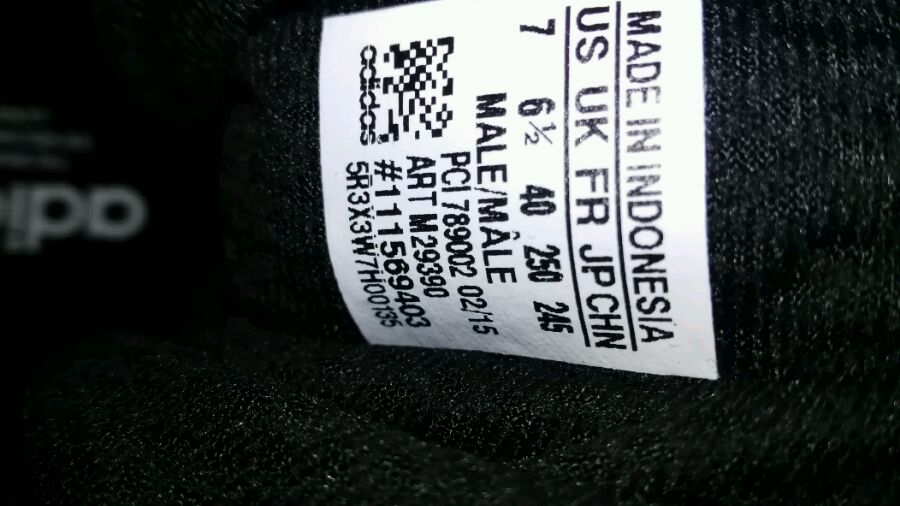 MADE IN INDONESIA
US UK FR JP CHN
7 6½ 40 250 245
MALE/MÂLE
PCI 789002 02/15
ART M29390
#111569403
5R3X3W7H00135
adidas
adid